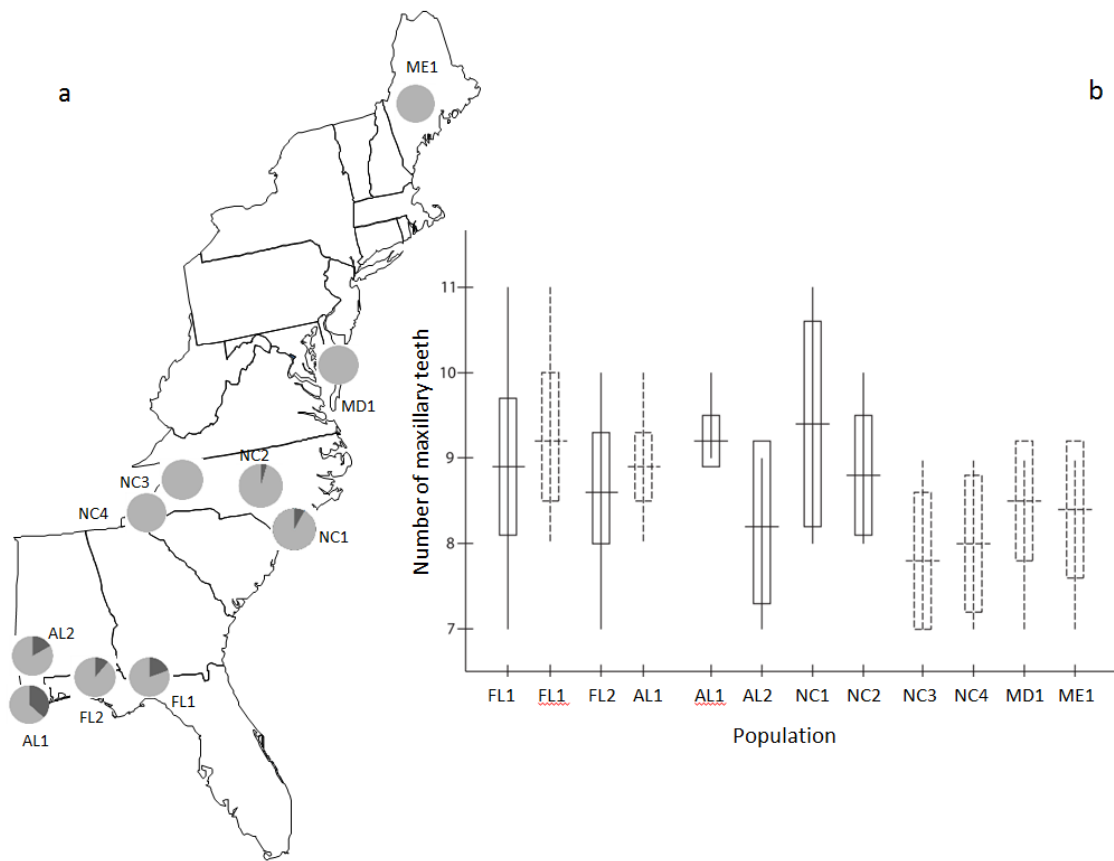 a
ME1
MD1
NC2
NC3
NC4
NC1
AL2
FL2
FL1
AL1
b
Number of maxillary teeth
11
10
9
8
7
FL1 FL1 FL2 AL1 AL1 AL2 NC1 NC2 NC3 NC4 MD1 ME1
Population